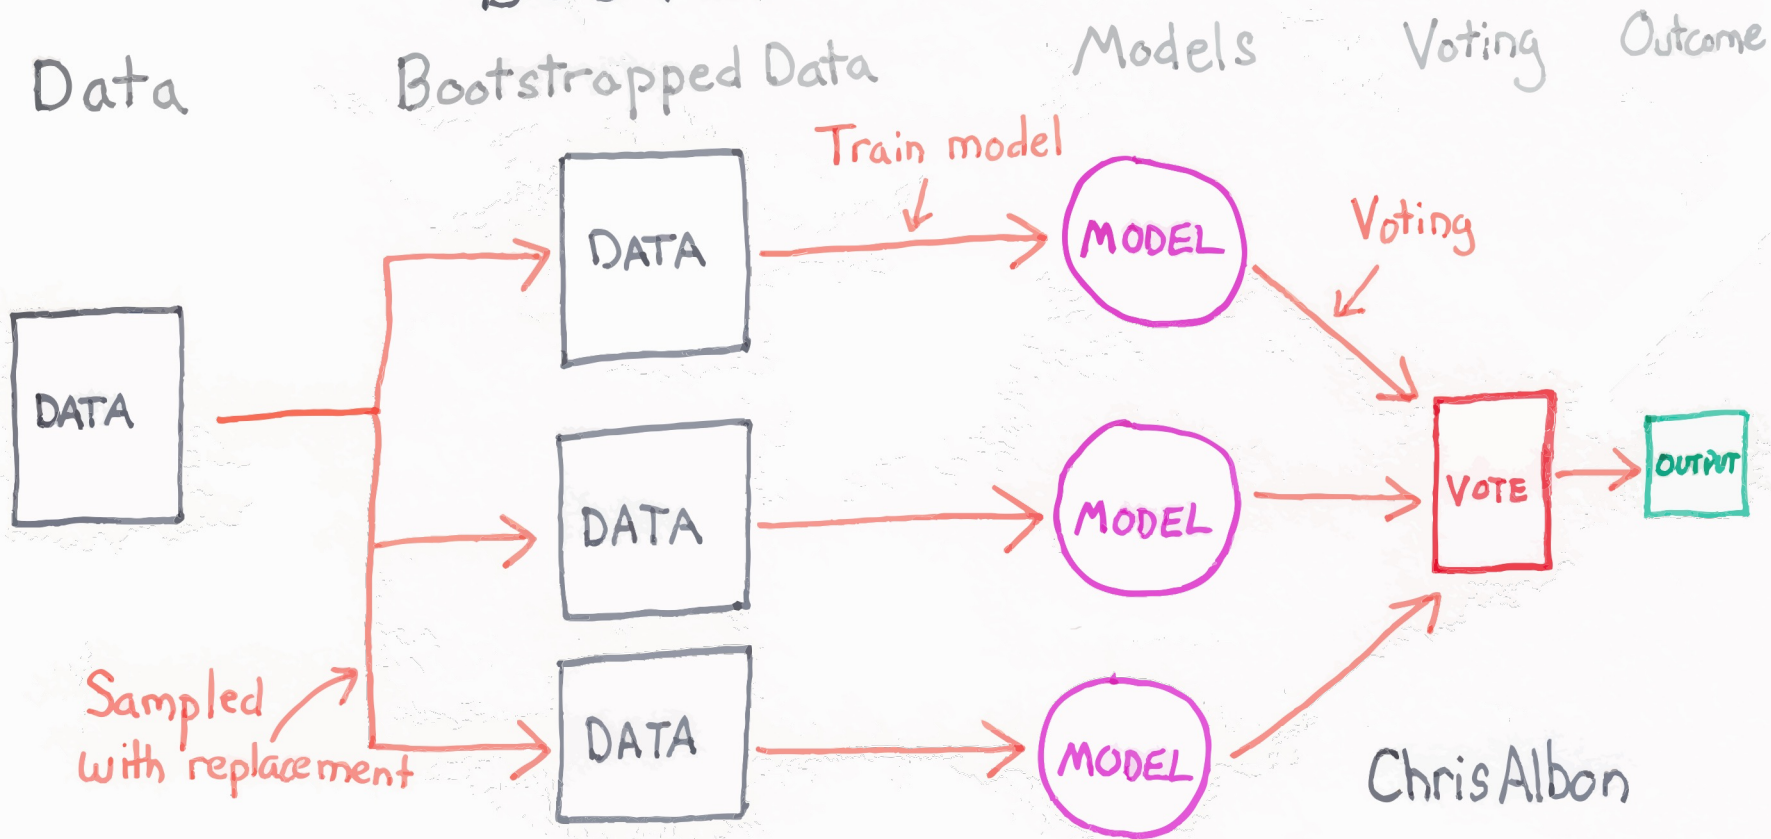 Data
Bootstrapped Data
Models
Voting
Outcome
Train model
Voting
DATA
DATA
DATA
DATA
MODEL
MODEL
MODEL
VOTE
OUTPUT
Sampled
with replacement
Chris Albon